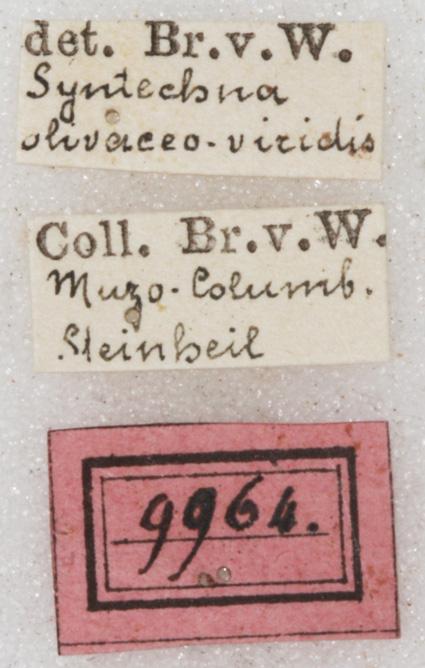 det. Br.v.W.
Syntechna
olivaceo-viridis
Coll. Br.v.W.
Muzo-Columb.
Steinheil
9964.